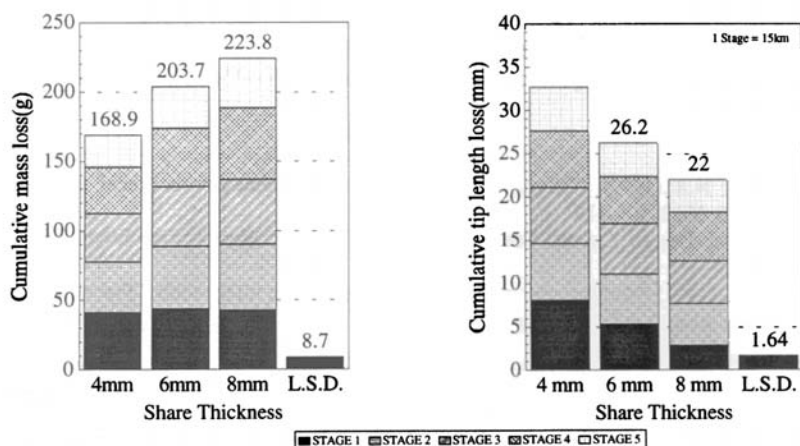 Cumulative mass loss(g)
250
200
150
100
50
0
168.9
203.7
223.8
8.7
4mm 6mm 8mm L.S.D.
Share Thickness
Cumulative tip length loss(mm)
40
35
30
25
20
15
10
5
0
1 Stage = 15km
26.2
22
1.64
4 mm 6 mm 8 mm L.S.D.
Share Thickness
STAGE 1 STAGE 2 STAGE 3 STAGE 4 STAGE 5